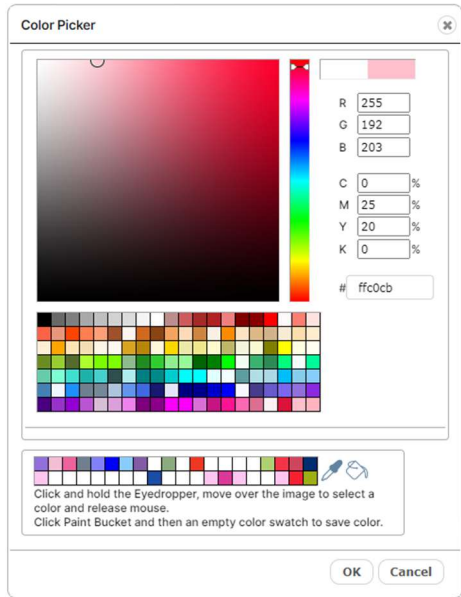 Color Picker
R 255
G 192
B 203
C 0 %
M 25 %
Y 20 %
K 0 %
# ffc0cb
Click and hold the Eyedropper, move over the image to select a
color and release mouse.
Click Paint Bucket and then an empty color swatch to save color.
OK Cancel